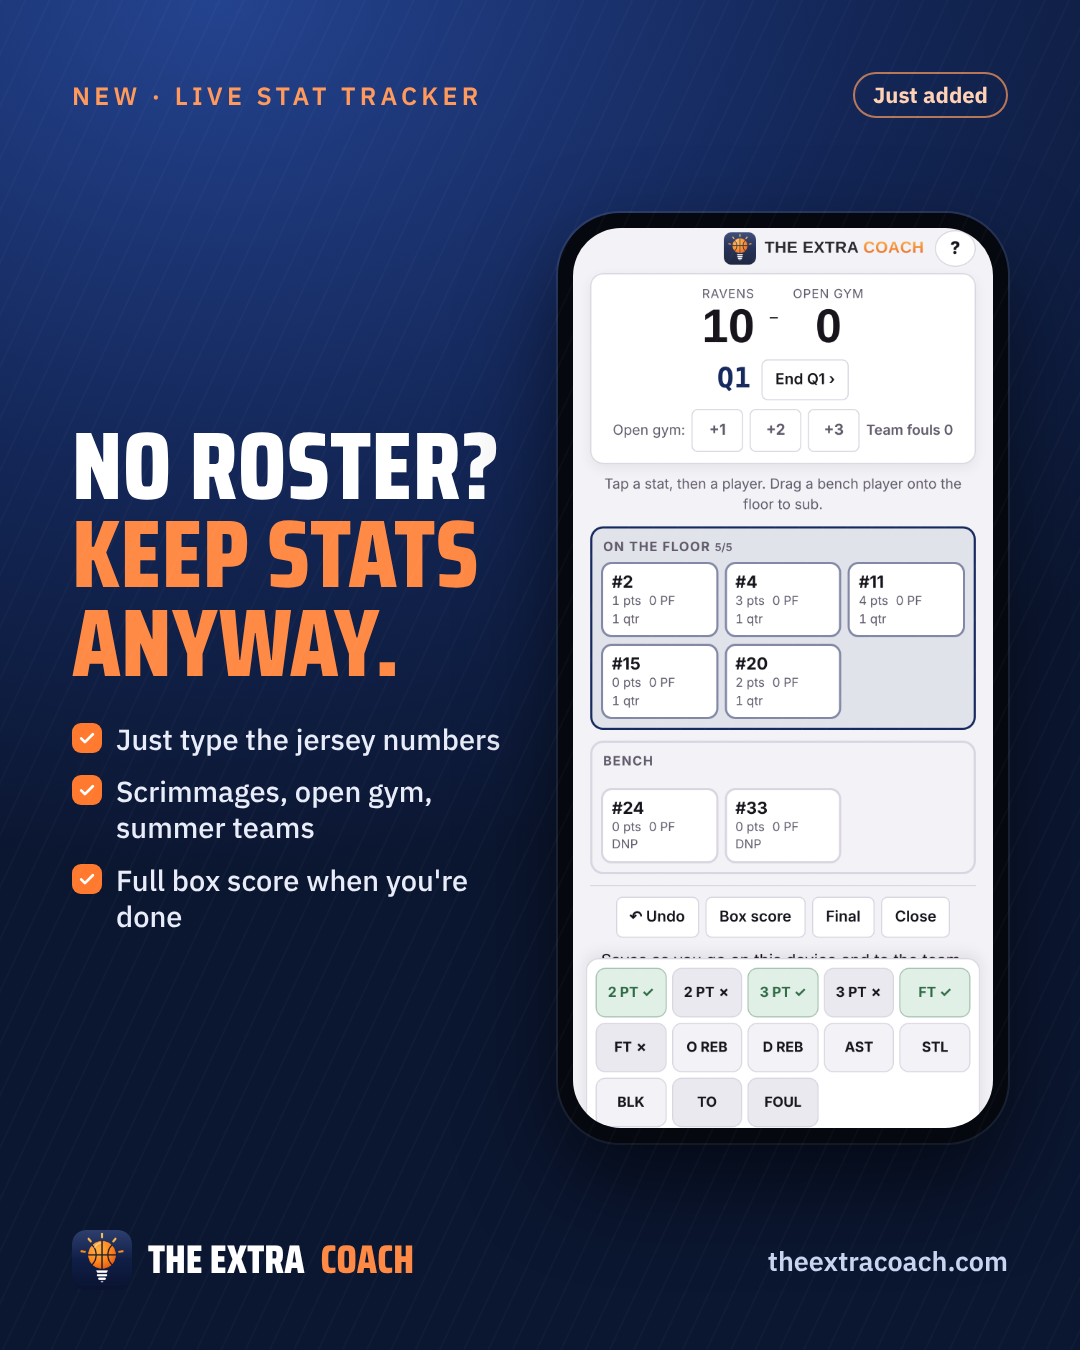 NEW · LIVE STAT TRACKER
Just added
NO ROSTER?
KEEP STATS
ANYWAY.
Just type the jersey numbers
Scrimmages, open gym,
summer teams
Full box score when you're
done
THE EXTRA COACH
?
RAVENS
OPEN GYM
10 – 0
Q1
End Q1 ›
Open gym: +1 +2 +3 Team fouls 0
Tap a stat, then a player. Drag a bench player onto the
floor to sub.
ON THE FLOOR 5/5
#2
1 pts 0 PF
1 qtr
#4
3 pts 0 PF
1 qtr
#11
4 pts 0 PF
1 qtr
#15
0 pts 0 PF
1 qtr
#20
2 pts 0 PF
1 qtr
BENCH
#24
0 pts 0 PF
DNP
#33
0 pts 0 PF
DNP
↶ Undo
Box score
Final
Close
2 PT ✓
2 PT ×
3 PT ✓
3 PT ×
FT ✓
FT ×
O REB
D REB
AST
STL
BLK
TO
FOUL
THE EXTRA COACH
theextracoach.com